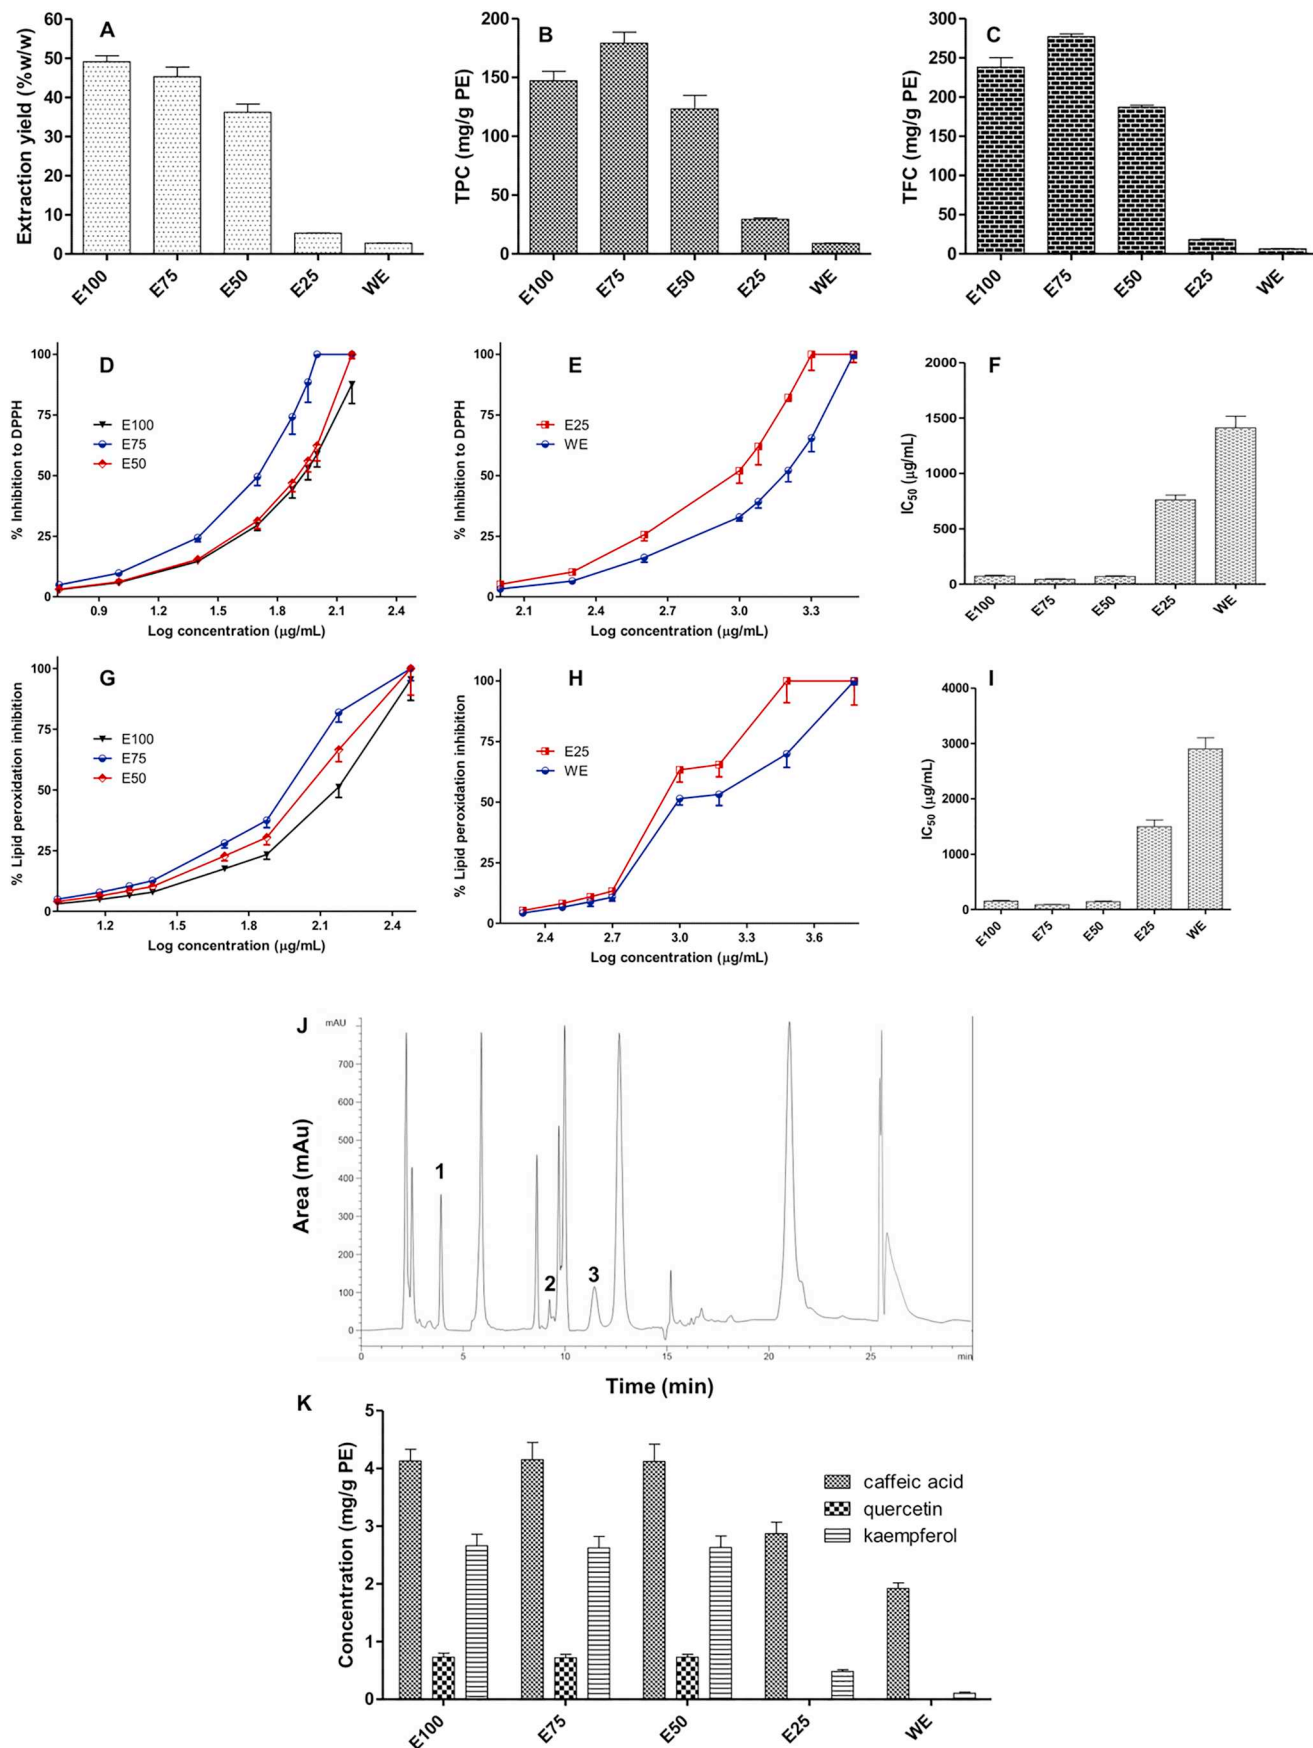 A
Extraction yield (%w/w)
60
50
40
30
20
10
0
E100
E75
E50
E25
WE
B
TPC (mg/g PE)
200
150
100
50
0
E100
E75
E50
E25
WE
C
TFC (mg/g PE)
300
250
200
150
100
50
0
E100
E75
E50
E25
WE
D
% Inhibition to DPPH
100
75
50
25
0
E100
E75
E50
0.9 1.2 1.5 1.8 2.1 2.4
Log concentration (µg/mL)
E
% Inhibition to DPPH
100
75
50
25
0
E25
WE
2.1 2.4 2.7 3.0 3.3
Log concentration (µg/mL)
F
IC50 (µg/mL)
2000
1500
1000
500
0
E100
E75
E50
E25
WE
G
% Lipid peroxidation inhibition
100
75
50
25
0
E100
E75
E50
1.2 1.5 1.8 2.1 2.4
Log concentration (µg/mL)
H
% Lipid peroxidation inhibition
100
75
50
25
0
E25
WE
2.4 2.7 3.0 3.3 3.6
Log concentration (µg/mL)
I
IC50 (µg/mL)
4000
3000
2000
1000
0
E100
E75
E50
E25
WE
J
mAU
Area (mAu)
700
600
500
400
300
200
100
0
1
2
3
0 5 10 15 20 25 min
Time (min)
K
Concentration (mg/g PE)
5
4
3
2
1
0
caffeic acid
quercetin
kaempferol
E100
E75
E50
E25
WE